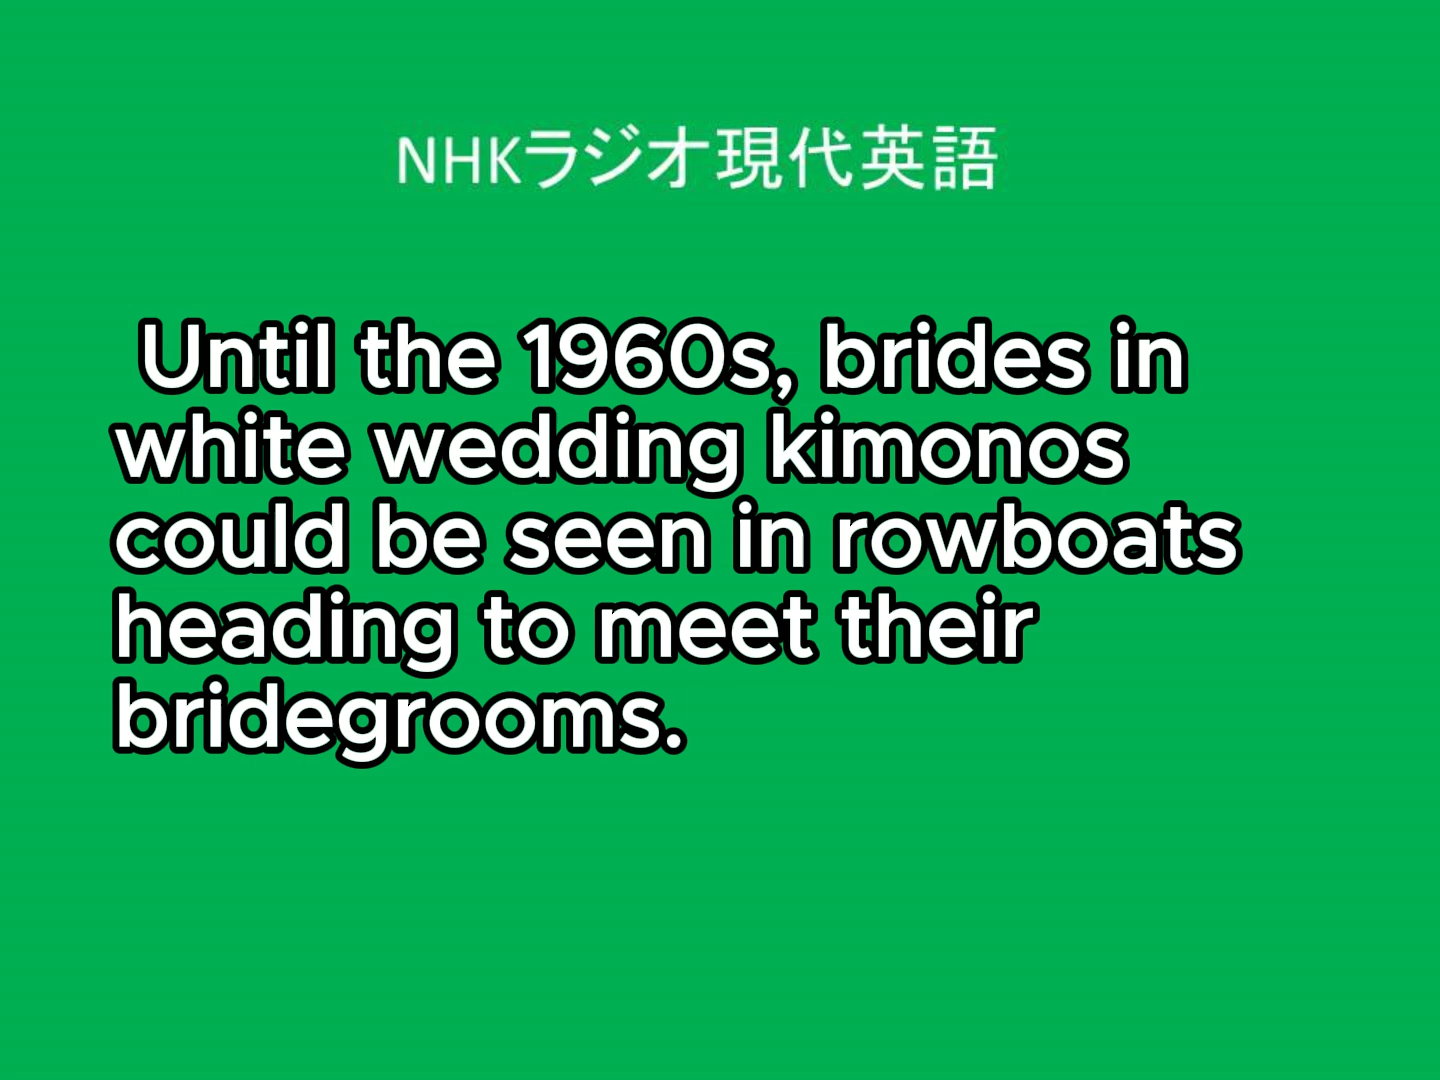 NHKラジオ現代英語
Until the 1960s, brides in
white wedding kimonos
could be seen in rowboats
heading to meet their
bridegrooms.